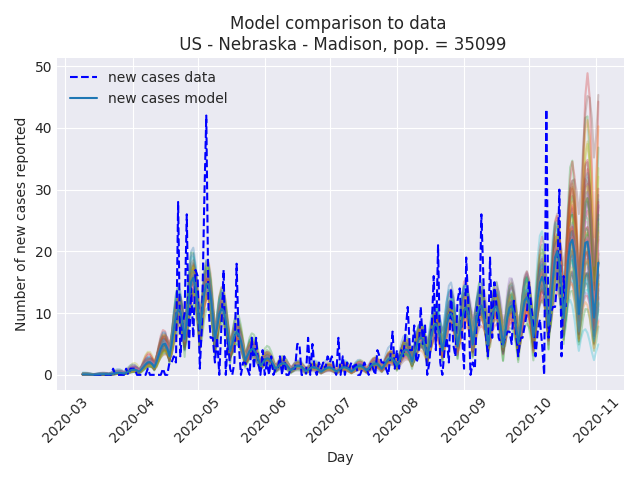 Model comparison to data
US - Nebraska - Madison, pop. = 35099
new cases data
new cases model
Number of new cases reported
50
40
30
20
10
0
2020-03
2020-04
2020-05
2020-06
2020-07
2020-08
2020-09
2020-10
2020-11
Day